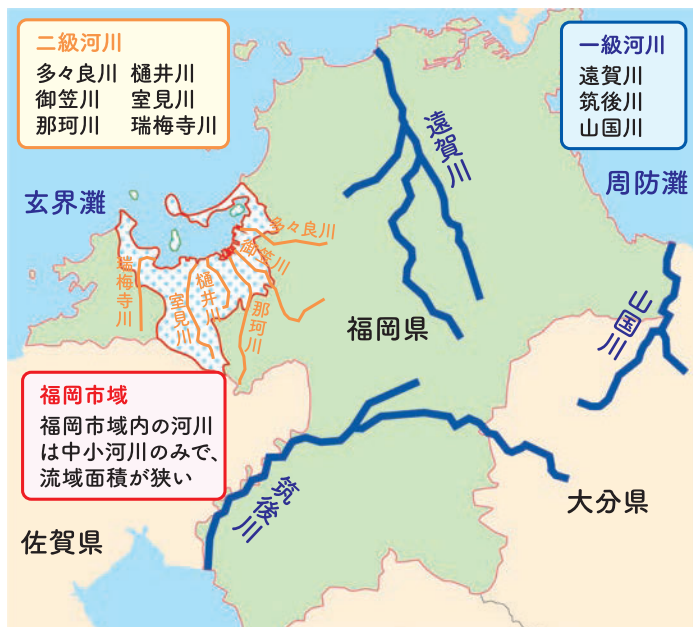 二級河川
多々良川 樋井川
御笠川 室見川
那珂川 瑞梅寺川
一級河川
遠賀川
筑後川
山国川
遠賀川
周防灘
玄界灘
多々良川
御笠川
瑞梅寺川
樋井川
室見川
那珂川
山国川
福岡県
福岡市域
福岡市域内の河川
は中小河川のみで、
流域面積が狭い
筑後川
大分県
佐賀県